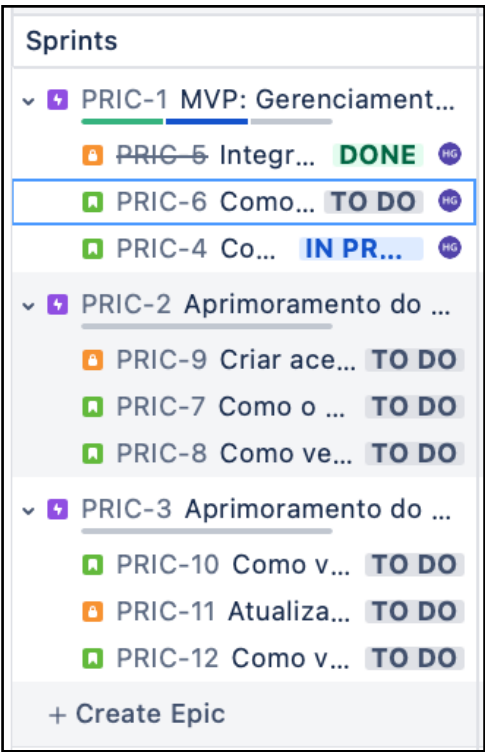 Sprints
PRIC-1 MVP: Gerenciament...
PRIC-5 Integr... DONE HG
PRIC-6 Como... TO DO HG
PRIC-4 Co... IN PR... HG
PRIC-2 Aprimoramento do ...
PRIC-9 Criar ace... TO DO
PRIC-7 Como o ... TO DO
PRIC-8 Como ve... TO DO
PRIC-3 Aprimoramento do ...
PRIC-10 Como v... TO DO
PRIC-11 Atualiza... TO DO
PRIC-12 Como v... TO DO
+ Create Epic